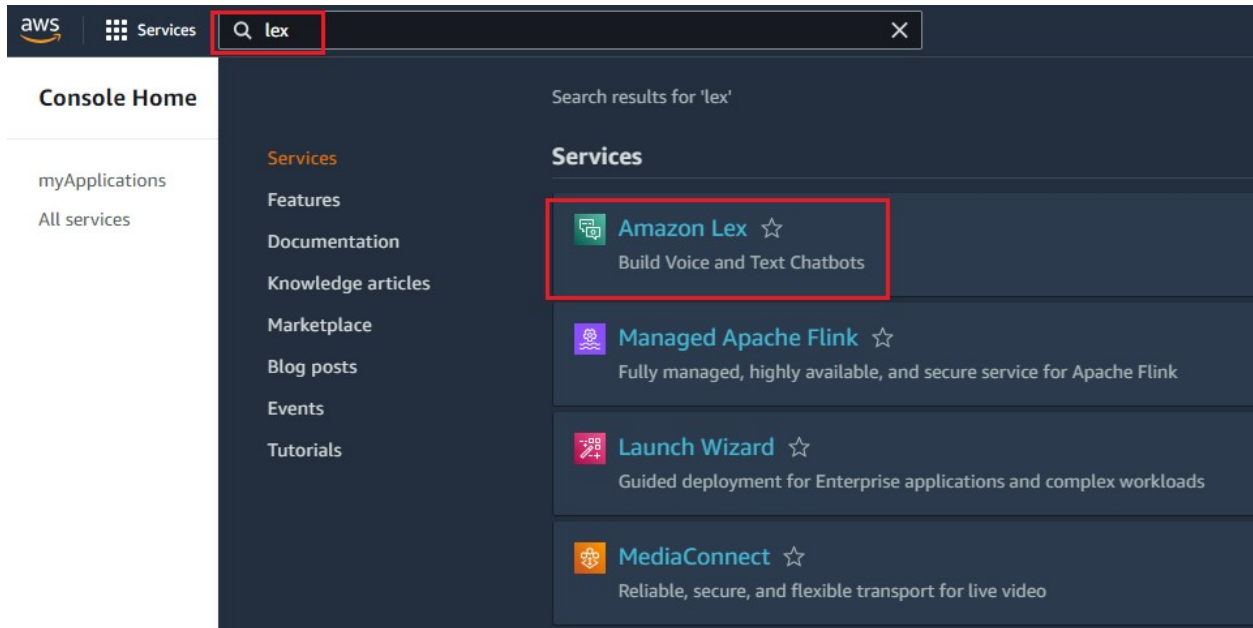 aws
Services
lex
Console Home
myApplications
All services
Services
Features
Documentation
Knowledge articles
Marketplace
Blog posts
Events
Tutorials
Search results for 'lex'
Services
Amazon Lex
Build Voice and Text Chatbots
Managed Apache Flink
Fully managed, highly available, and secure service for Apache Flink
Launch Wizard
Guided deployment for Enterprise applications and complex workloads
MediaConnect
Reliable, secure, and flexible transport for live video